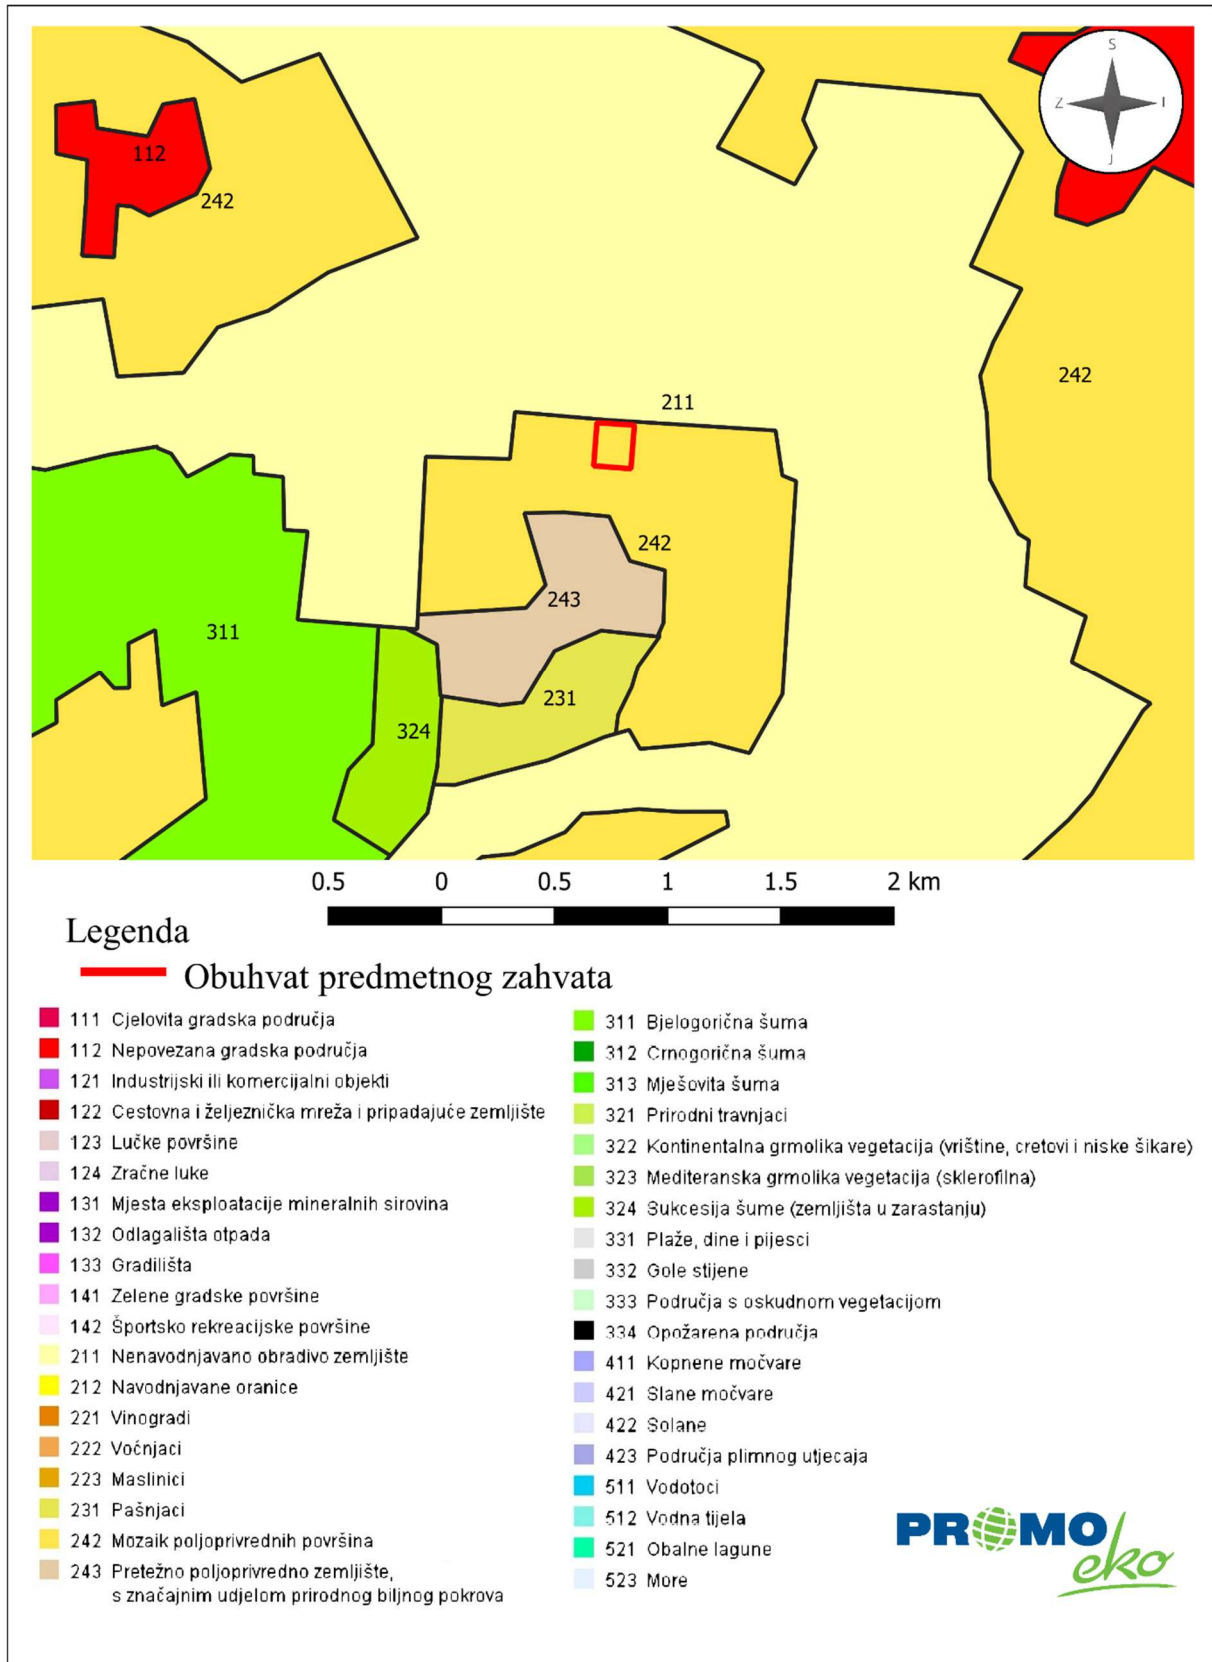 S
Z I
J
112
242
242
211
242
243
311
231
324
0.5 0 0.5 1 1.5 2 km
Legenda
Obuhvat predmetnog zahvata
111 Cjelovita gradska područja
112 Nepovezana gradska područja
121 Industrijski ili komercijalni objekti
122 Cestovna i željeznička mreža i pripadajuće zemljište
123 Lučke površine
124 Zračne luke
131 Mjesta eksploatacije mineralnih sirovina
132 Odlagališta otpada
133 Gradilišta
141 Zelene gradske površine
142 Športsko rekreacijske površine
211 Nenavodnjavano obradivo zemljište
212 Navodnjavane oranice
221 Vinogradi
222 Voćnjaci
223 Maslinici
231 Pašnjaci
242 Mozaik poljoprivrednih površina
243 Pretežno poljoprivredno zemljište,
s značajnim udjelom prirodnog biljnog pokrova
311 Bjelogorična šuma
312 Crnogorična šuma
313 Mješovita šuma
321 Prirodni travnjaci
322 Kontinentalna grmolika vegetacija (vrištine, cretovi i niske šikare)
323 Mediteranska grmolika vegetacija (sklerofilna)
324 Sukcesija šume (zemljišta u zarastanju)
331 Plaže, dine i pijesci
332 Gole stijene
333 Područja s oskudnom vegetacijom
334 Opožarena područja
411 Kopnene močvare
421 Slane močvare
422 Solane
423 Područja plimnog utjecaja
511 Vodotoci
512 Vodna tijela
521 Obalne lagune
523 More
PROMO
eko